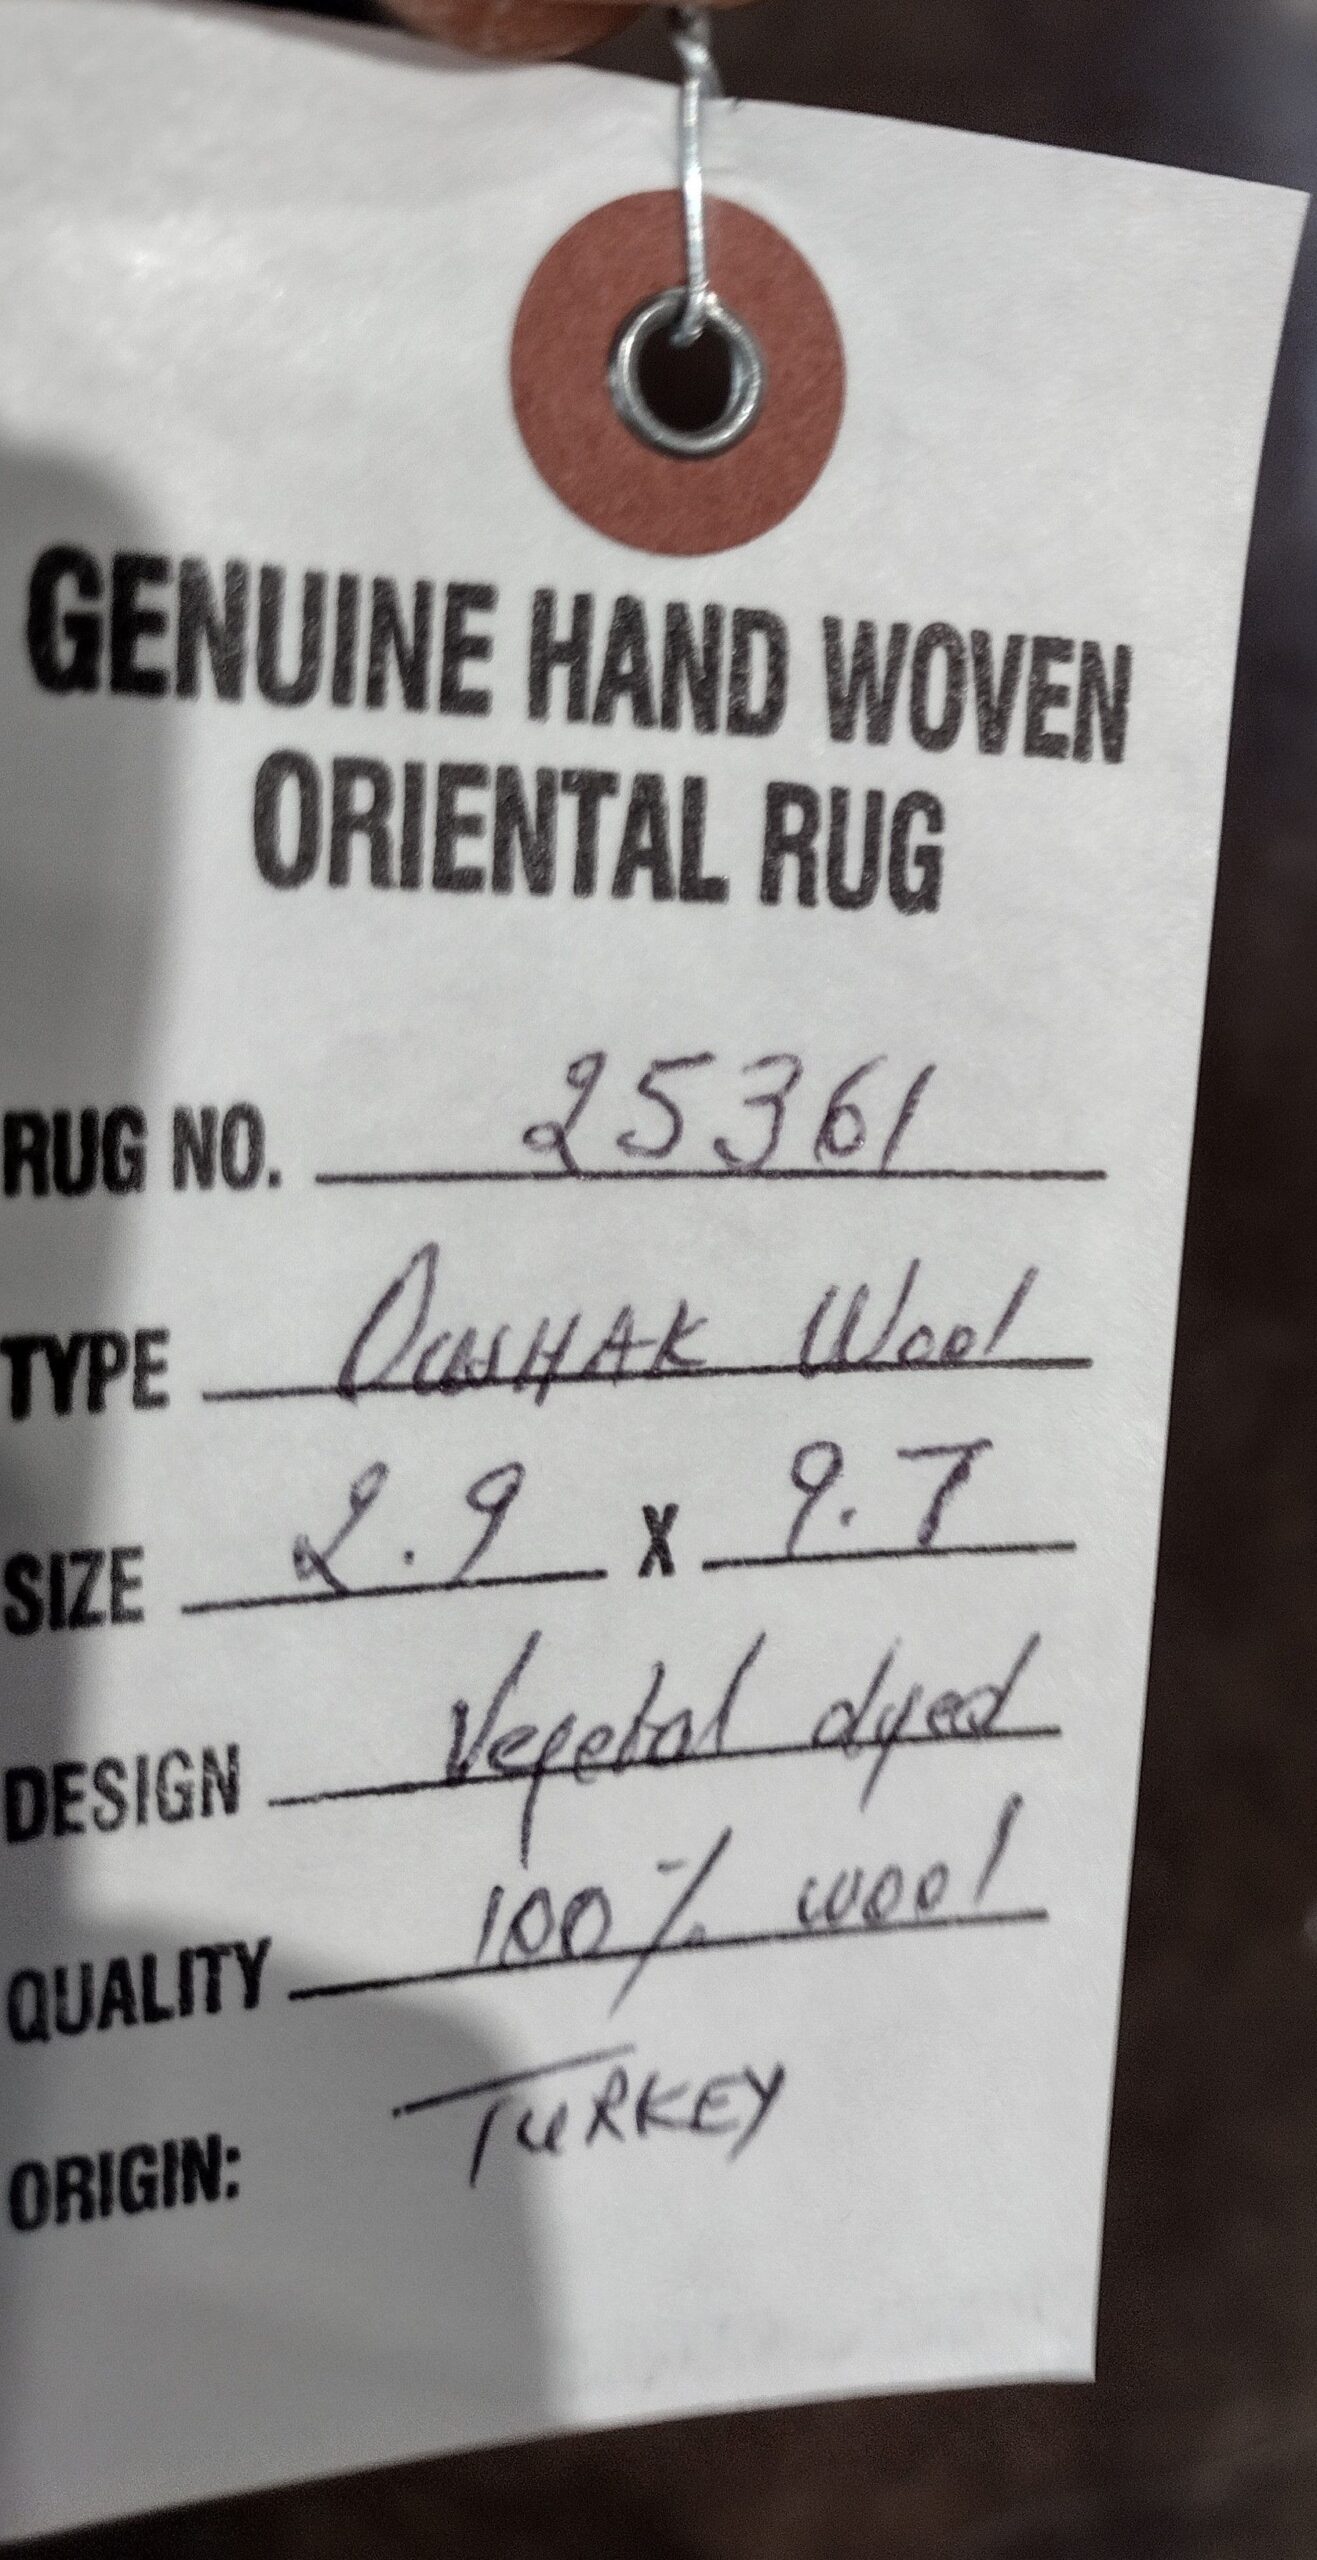 GENUINE HAND WOVEN
ORIENTAL RUG
RUG NO. 25361
TYPE OUSHAK Wool
SIZE 2.9 X 9.7
DESIGN Vegetal dyed
QUALITY 100% wool
ORIGIN: TURKEY